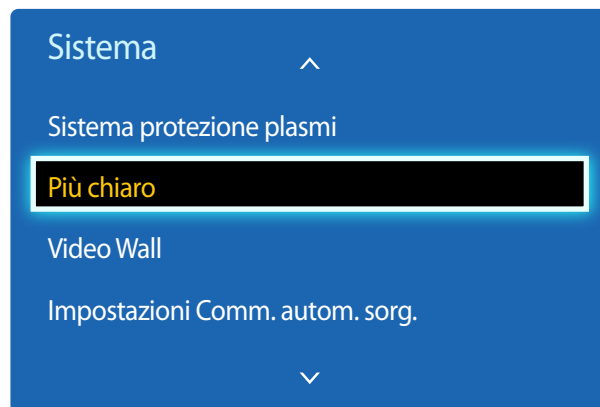 Sistema
Sistema protezione plasmi
Più chiaro
Video Wall
Impostazioni Comm. autom. sorg.